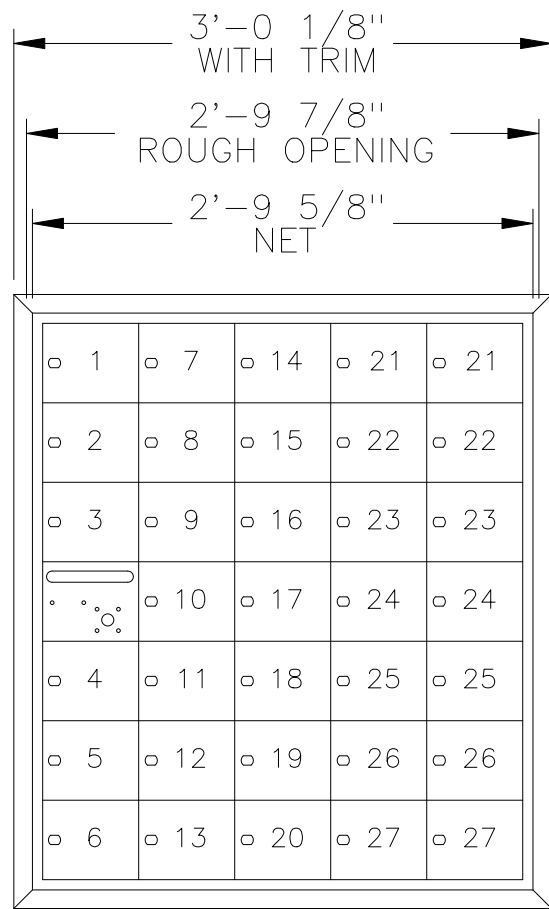 3'-0 1/8"
WITH TRIM
2'-9 7/8"
ROUGH OPENING
2'-9 5/8"
NET
1 7 14 21 21
2 8 15 22 22
3 9 16 23 23
10 17 24 24
4 11 18 25 25
5 12 19 26 26
6 13 20 27 27